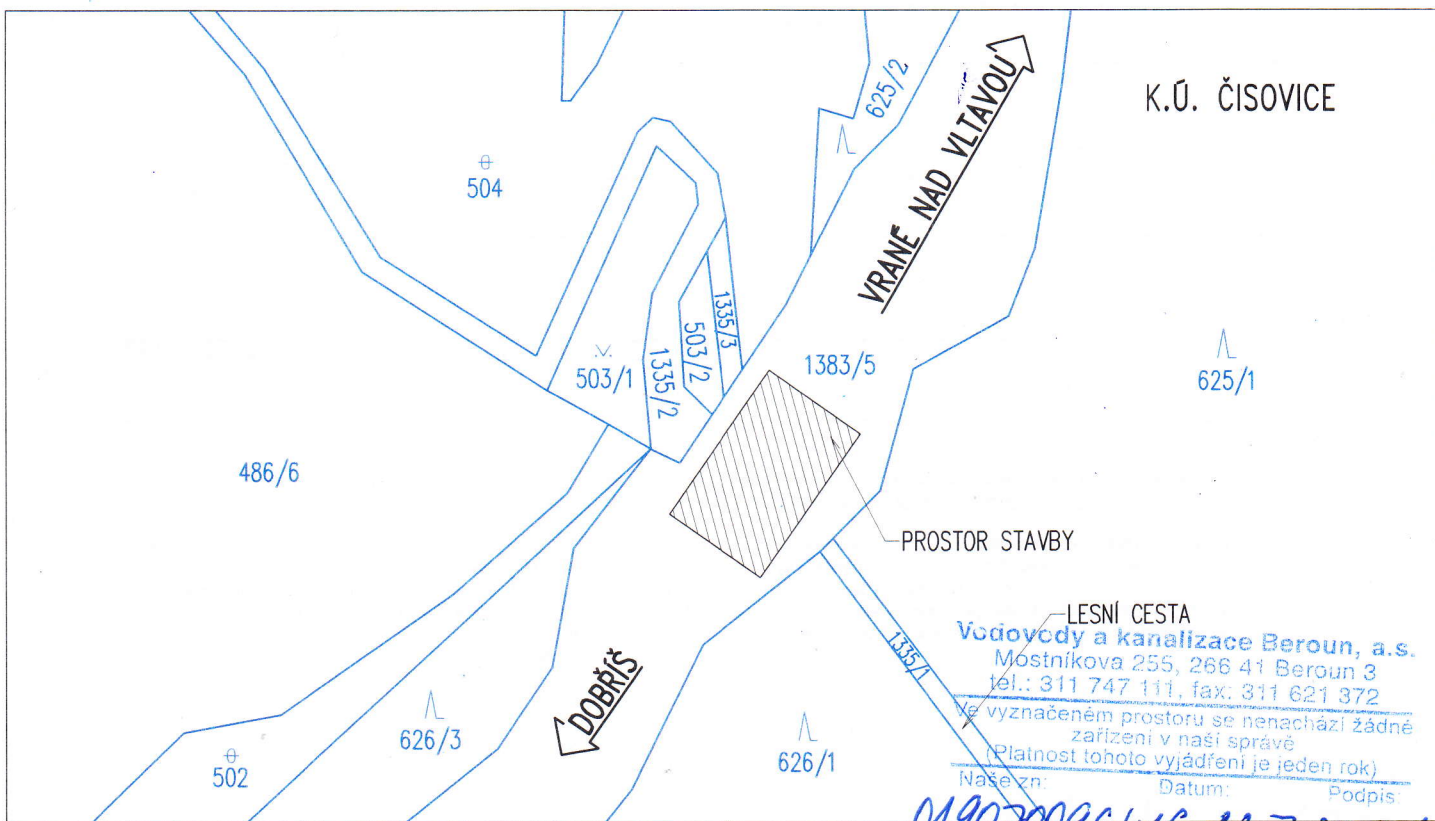 K.Ú. ČISOVICE
625/2
VRANÉ NAD VLTAVOU
504
1335/3
503/2
1335/2
503/1
1383/5
625/1
486/6
PROSTOR STAVBY
LESNÍ CESTA
1335/1
DOBŘÍŠ
626/3
626/1
502
Vodovody a kanalizace Beroun, a.s.
Mostníkova 255, 266 41 Beroun 3
tel.: 311 747 111, fax: 311 621 372
Ve vyznačeném prostoru se nenachází žádné
zařízení v naší správě
(Platnost tohoto vyjádření je jeden rok)
Naše zn: Datum: Podpis: